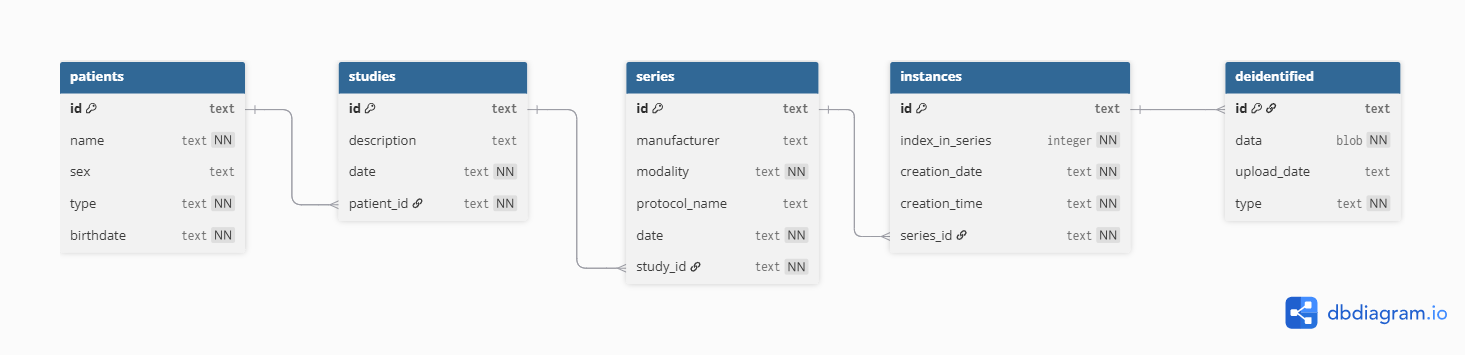 patients
id text
name text NN
sex text
type text NN
birthdate text NN
studies
id text
description text
date text NN
patient_id text NN
series
id text
manufacturer text
modality text NN
protocol_name text
date text NN
study_id text NN
instances
id text
index_in_series integer NN
creation_date text NN
creation_time text NN
series_id text NN
deidentified
id text
data blob NN
upload_date text
type text NN
dbdiagram.io